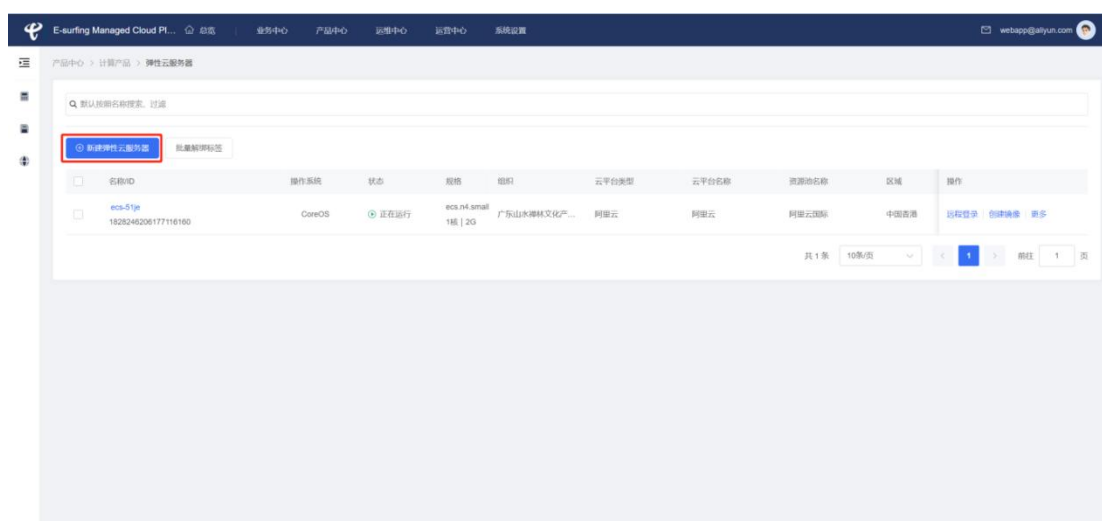 E-surfing Managed Cloud Pl... 总览 业务中心 产品中心 运维中心 运营中心 系统设置 webapp@aliyun.com
产品中心 > 计算产品 > 弹性云服务器
默认按照名称搜索、过滤
新建弹性云服务器 批量解绑标签
名称/ID 操作系统 状态 规格 组织 云平台类型 云平台名称 资源池名称 区域 操作
ecs-51je CoreOS 正在运行 ecs.n4.small 广东山水禅林文化产... 阿里云 阿里云 阿里云国际 中国香港 远程登录 创建镜像 更多
1828246206177116160 1核 | 2G
共 1 条 10条/页 < 1 > 前往 1 页